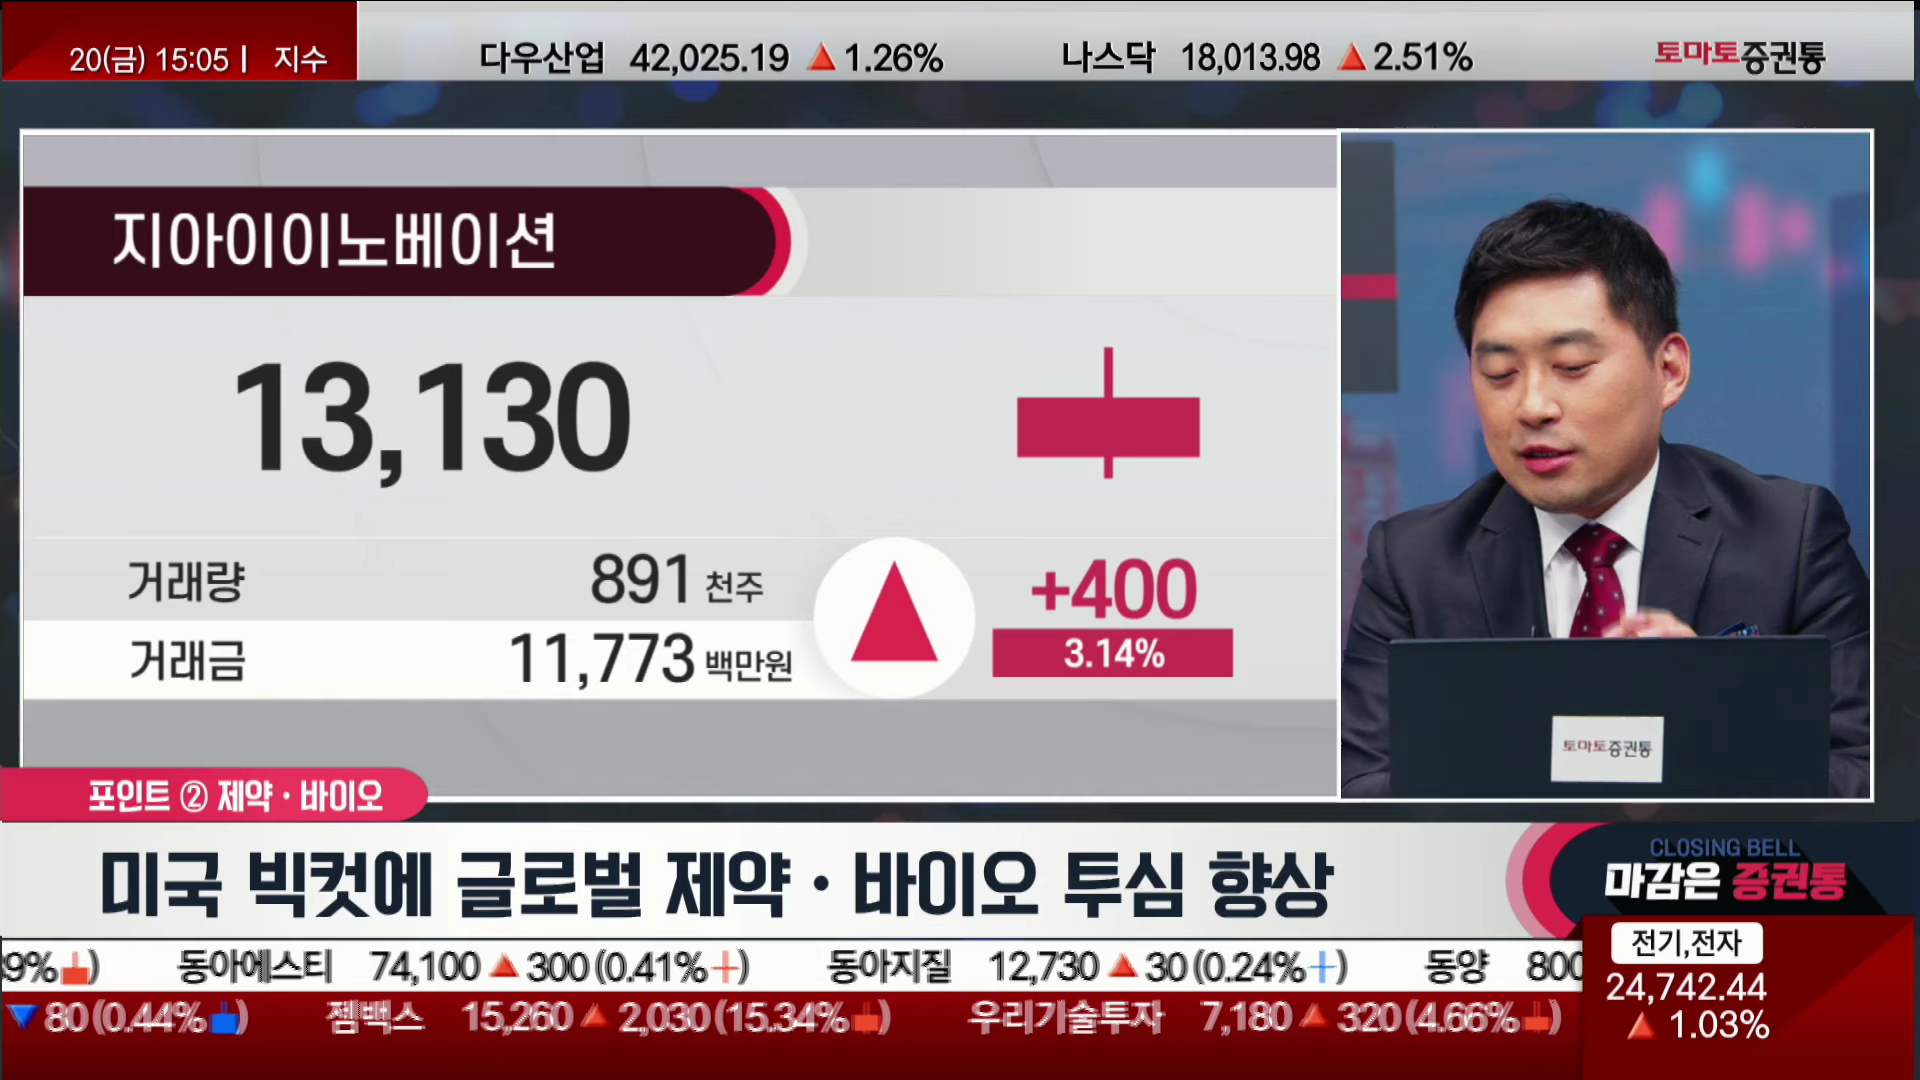 20(금) 15:05 | 지수 다우산업 42,025.19 ▲ 1.26% 나스닥 18,013.98 ▲ 2.51% 토마토증권통
지아이이노베이션
13,130
거래량 891 천주
거래금 11,773 백만원
+400
3.14%
토마토증권통
포인트 ② 제약·바이오
미국 빅컷에 글로벌 제약·바이오 투심 향상
CLOSING BELL
마감은 증권통
9%) 동아에스티 74,100 ▲ 300 (0.41%) 동아지질 12,730 ▲ 30 (0.24%) 동양 800
▼ 80 (0.44%) 젬백스 15,260 ▲ 2,030 (15.34%) 우리기술투자 7,180 ▲ 320 (4.66%)
전기,전자
24,742.44
▲ 1.03%